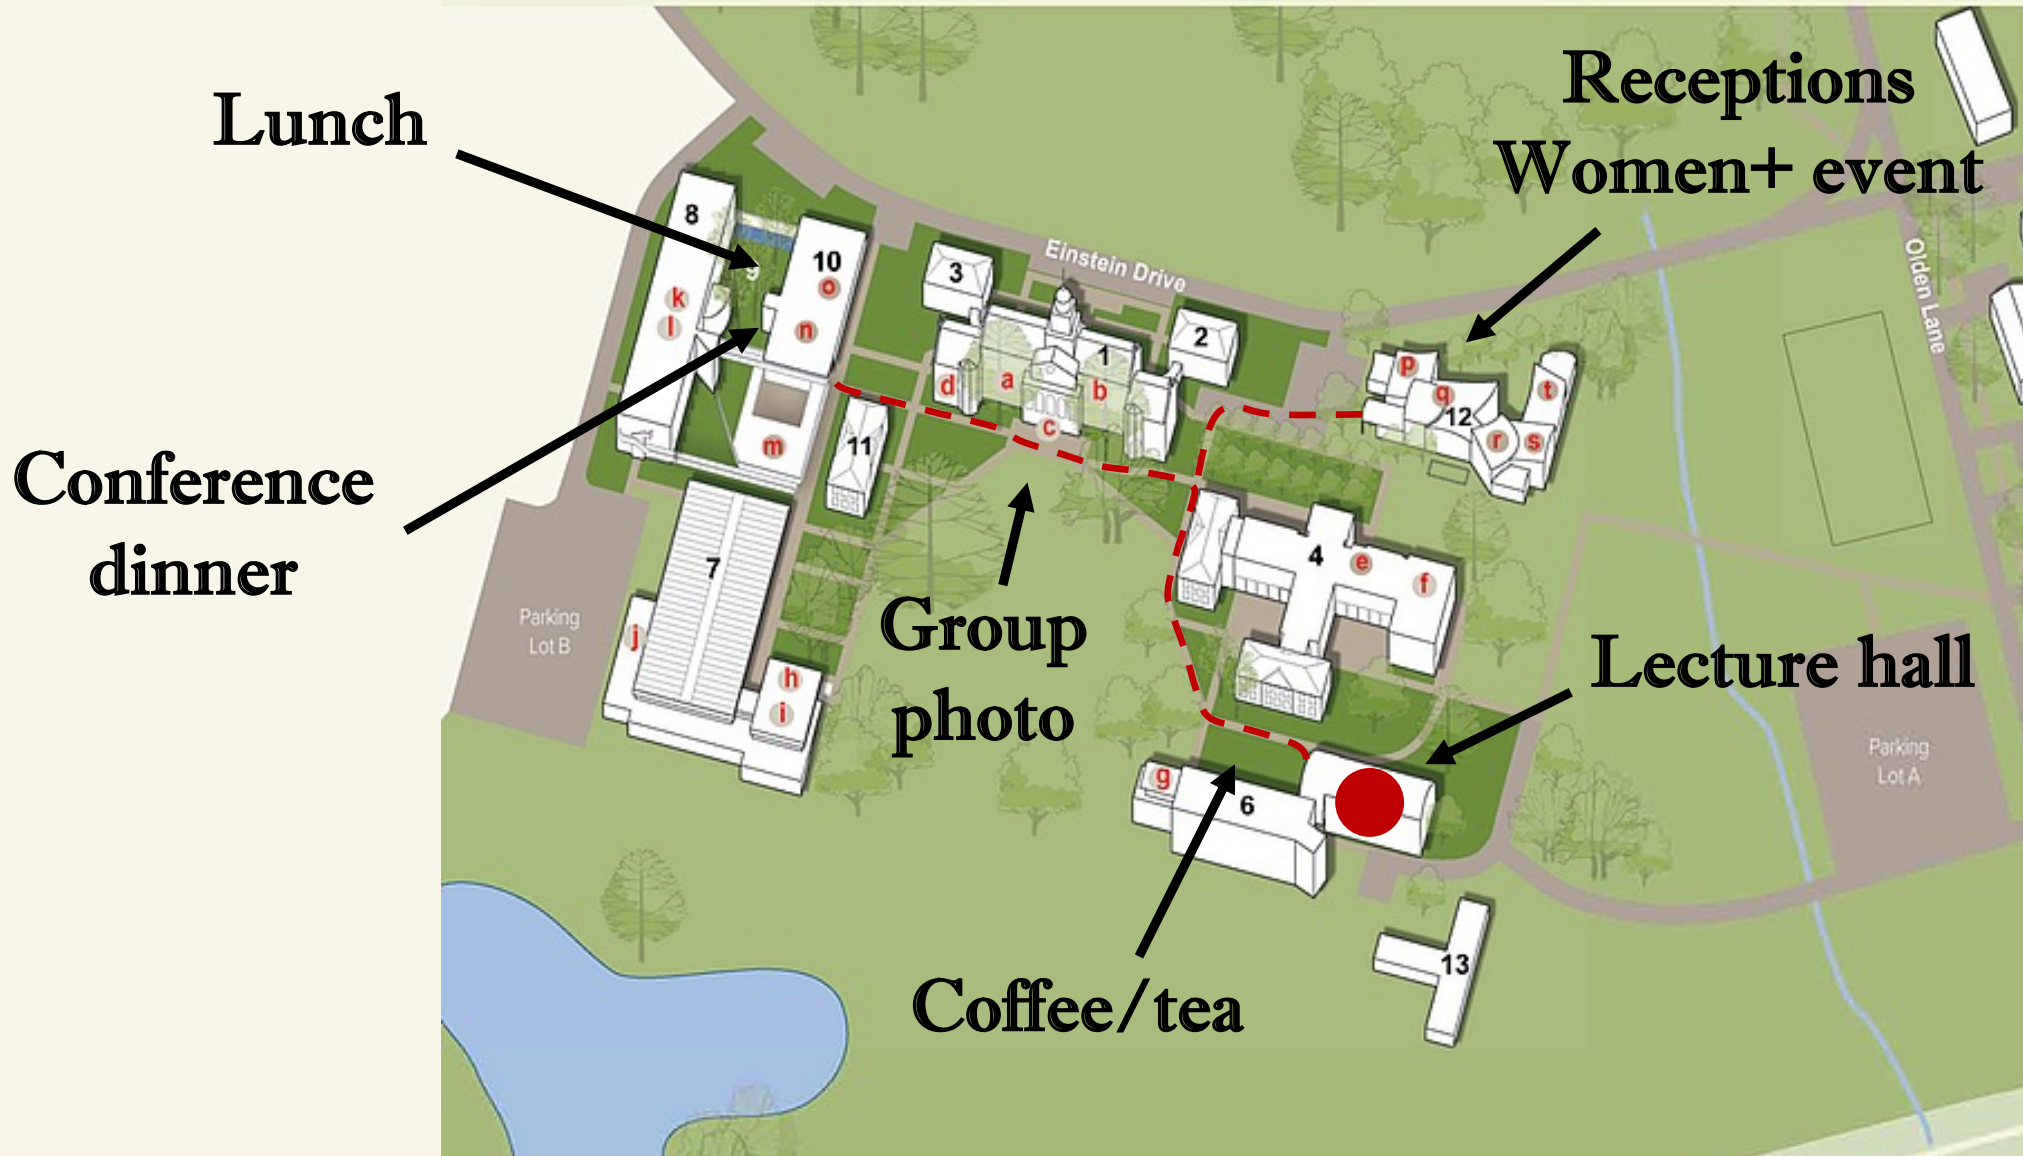 Receptions
Women+ event
Lunch
8
9
10
o
k
l
n
m
3
Einstein Drive
2
1
d
a
b
c
Olden Lane
p
q
12
t
r
s
11
Conference
dinner
7
4
e
f
Parking
Lot B
j
h
i
Group
photo
Lecture hall
Parking
Lot A
g
6
Coffee/tea
13